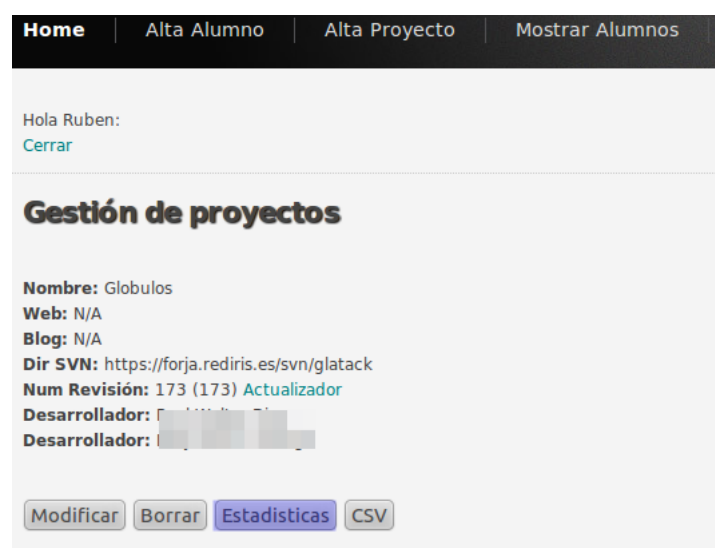 Home Alta Alumno Alta Proyecto Mostrar Alumnos
Hola Ruben:
Cerrar
Gestión de proyectos
Nombre: Globulos
Web: N/A
Blog: N/A
Dir SVN: https://forja.rediris.es/svn/glatack
Num Revisión: 173 (173) Actualizador
Desarrollador:
Desarrollador:
Modificar Borrar Estadisticas CSV